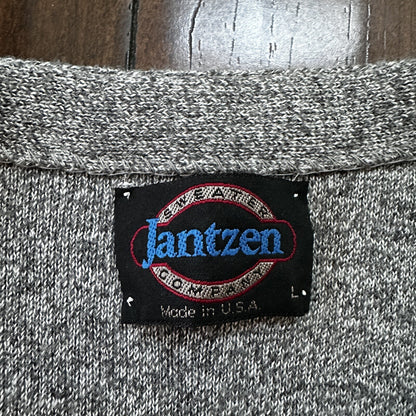 SWEATER
Jantzen
COMPANY
L
Made in U.S.A.